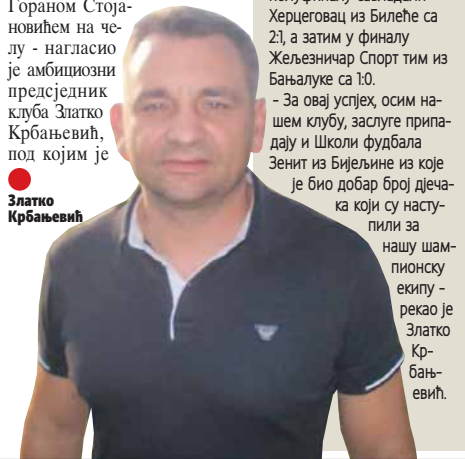 Гораном Стоја-
новићем на че-
лу - нагласио
је амбициозни
предсједник
клуба Златко
Крбањевић,
под којим је
Златко
Крбањевић
Херцеговац из Билеће са
2:1, а затим у финалу
Жељезничар Спорт тим из
Бањалуке са 1:0.
- За овај успјех, осим на-
шем клубу, заслуге припа-
дају и Школи фудбала
Зенит из Бијељине из које
је био добар број дјеча-
ка који су насту-
пили за
нашу шам-
пионску
екипу -
рекао је
Златко
Кр-
бањ-
евић.